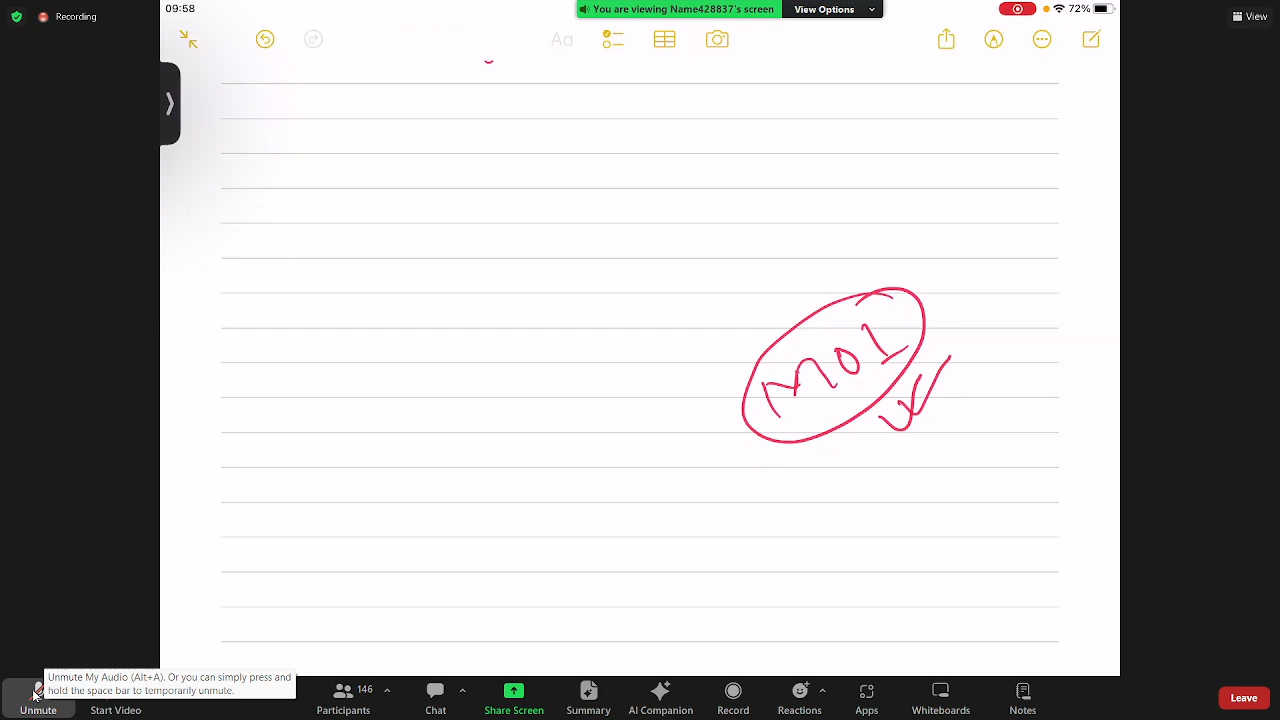 09:58
Recording
You are viewing Name428837's screen
View Options
72%
View
Aa
MOI
Unmute My Audio (Alt+A). Or you can simply press and
hold the space bar to temporarily unmute.
Unmute
Start Video
146
Participants
Chat
Share Screen
Summary
AI Companion
Record
Reactions
Apps
Whiteboards
Notes
Leave